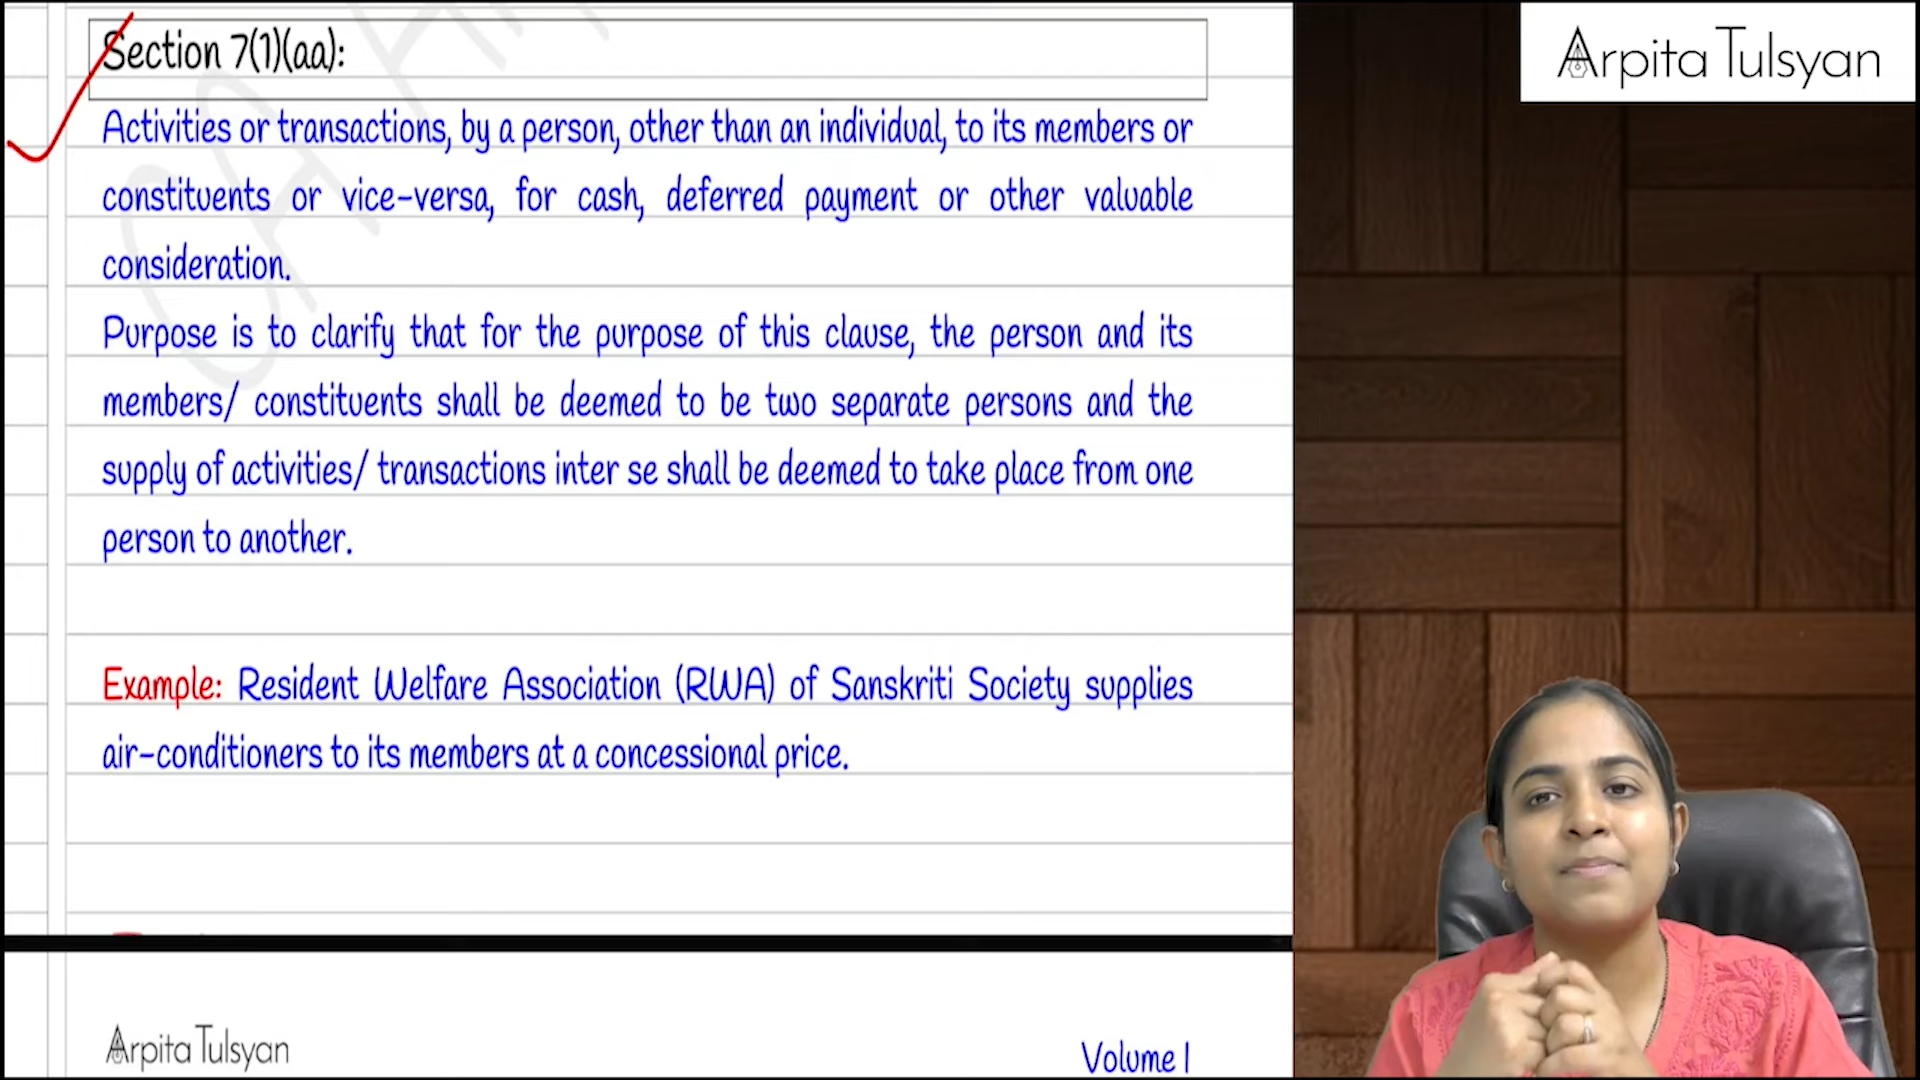 Section 7(1)(aa):
Activities or transactions, by a person, other than an individual, to its members or
constituents or vice-versa, for cash, deferred payment or other valuable
consideration.
Purpose is to clarify that for the purpose of this clause, the person and its
members/ constituents shall be deemed to be two separate persons and the
supply of activities/ transactions inter se shall be deemed to take place from one
person to another.
Example: Resident Welfare Association (RWA) of Sanskriti Society supplies
air-conditioners to its members at a concessional price.
Arpita Tulsyan
Volume 1
Arpita Tulsyan